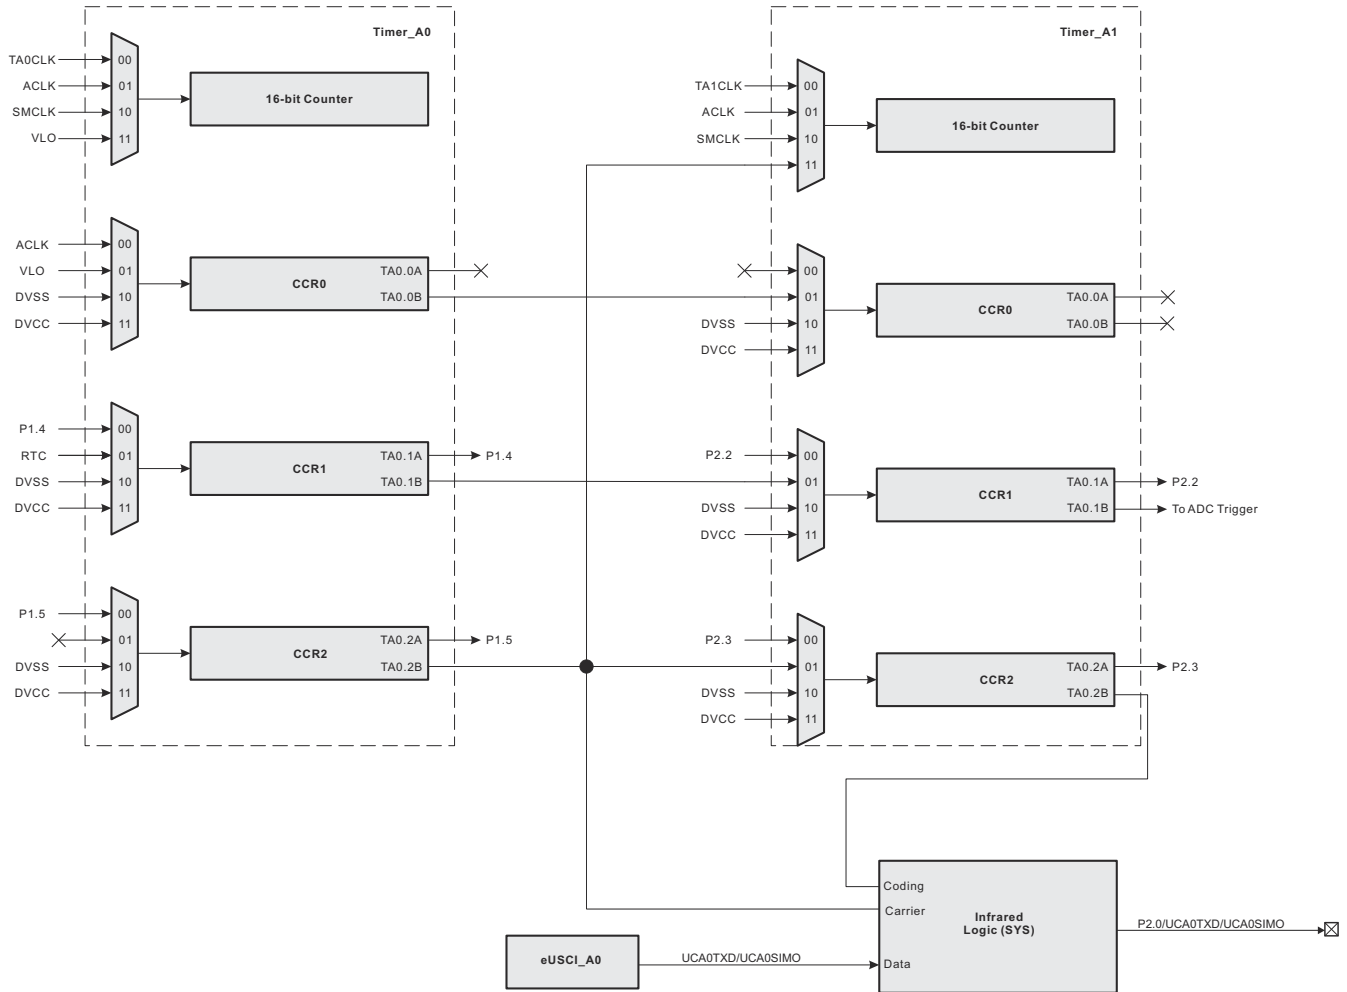 Timer_A0
TA0CLK
00
ACLK
01
SMCLK
10
VLO
11
16-bit Counter
ACLK
00
VLO
01
DVSS
10
DVCC
11
CCR0
TA0.0A
TA0.0B
P1.4
00
RTC
01
DVSS
10
DVCC
11
CCR1
TA0.1A
TA0.1B
P1.4
P1.5
00
01
DVSS
10
DVCC
11
CCR2
TA0.2A
TA0.2B
P1.5
Timer_A1
TA1CLK
00
ACLK
01
SMCLK
10
11
16-bit Counter
00
01
DVSS
10
DVCC
11
CCR0
TA0.0A
TA0.0B
P2.2
00
01
DVSS
10
DVCC
11
CCR1
TA0.1A
TA0.1B
P2.2
To ADC Trigger
P2.3
00
01
DVSS
10
DVCC
11
CCR2
TA0.2A
TA0.2B
P2.3
Coding
Carrier
Data
Infrared
Logic (SYS)
P2.0/UCA0TXD/UCA0SIMO
eUSCI_A0
UCA0TXD/UCA0SIMO